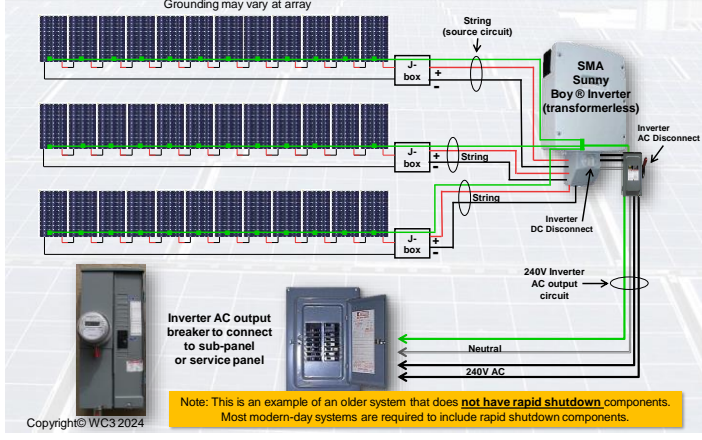 Grounding may vary at array
String
(source circuit)
J-
box
+
-
SMA
Sunny
Boy ® Inverter
(transformerless)
Inverter
AC Disconnect
J-
box
+
-
String
String
Inverter
DC Disconnect
J-
box
+
-
240V Inverter
AC output
circuit
Inverter AC output
breaker to connect
to sub-panel
or service panel
Neutral
240V AC
Note: This is an example of an older system that does not have rapid shutdown components.
Most modern-day systems are required to include rapid shutdown components.
Copyright© WC3 2024